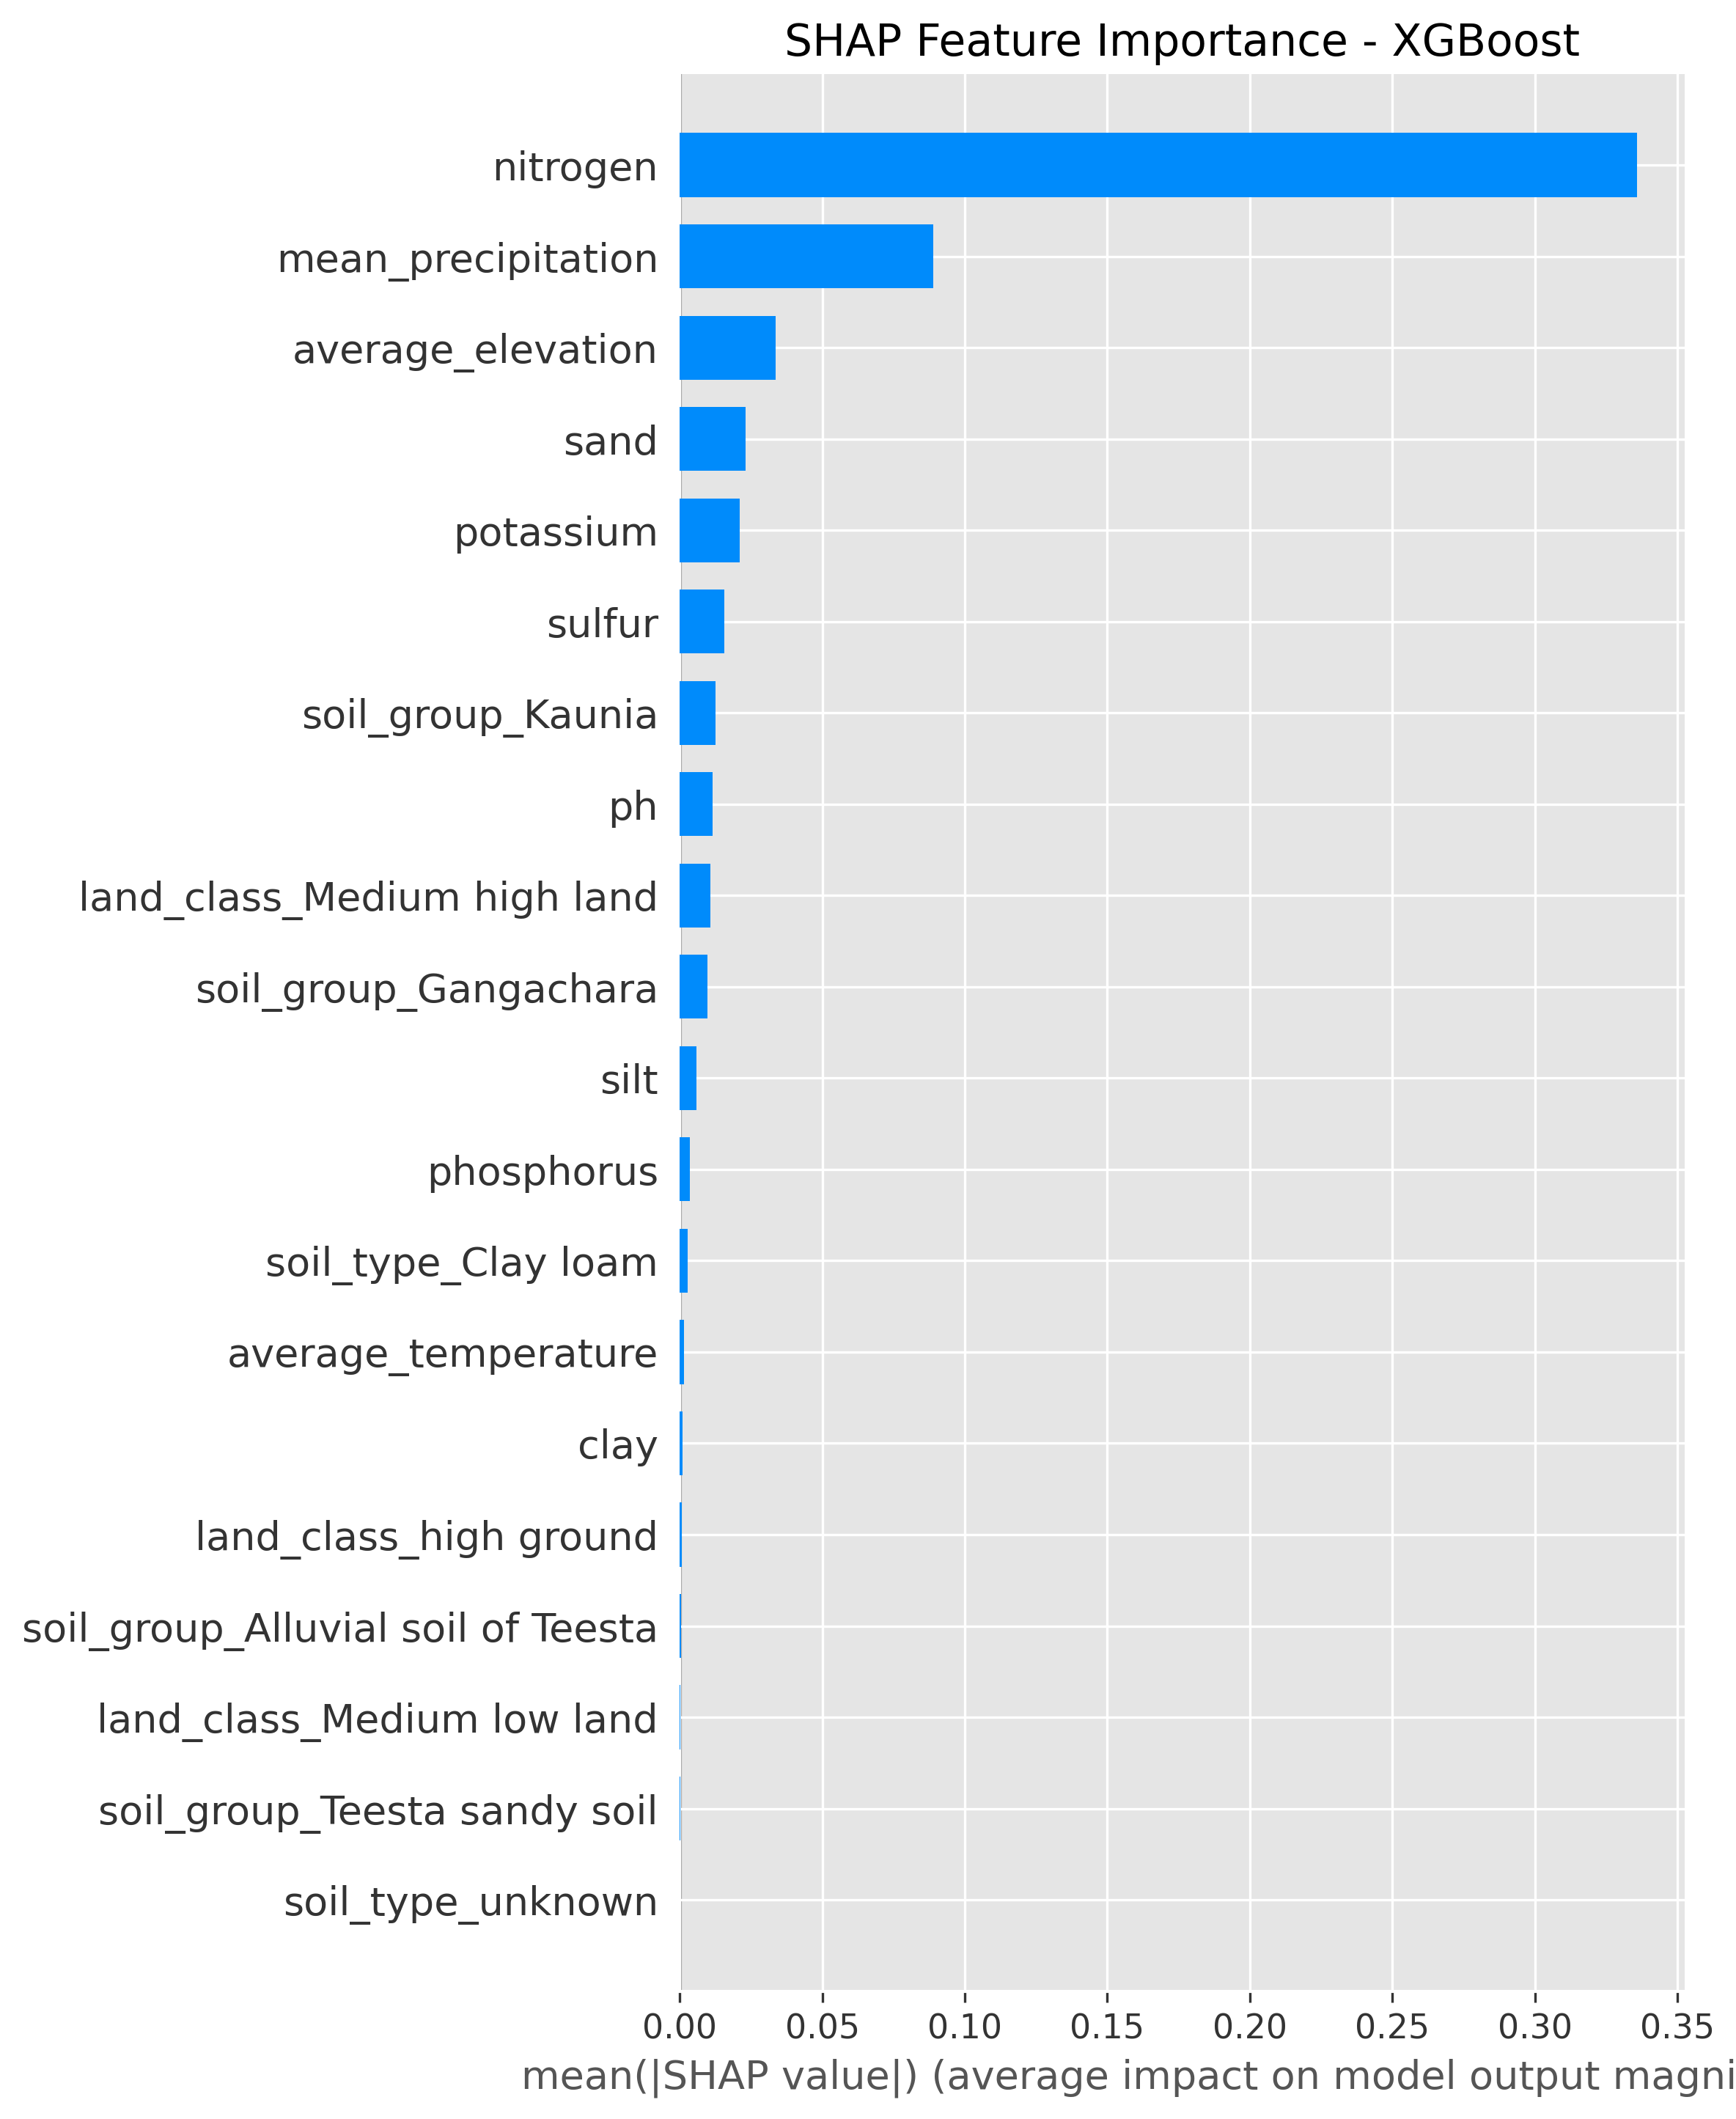 SHAP Feature Importance - XGBoost
nitrogen
mean_precipitation
average_elevation
sand
potassium
sulfur
soil_group_Kaunia
ph
land_class_Medium high land
soil_group_Gangachara
silt
phosphorus
soil_type_Clay loam
average_temperature
clay
land_class_high ground
soil_group_Alluvial soil of Teesta
land_class_Medium low land
soil_group_Teesta sandy soil
soil_type_unknown
0.00 0.05 0.10 0.15 0.20 0.25 0.30 0.35
mean(|SHAP value|) (average impact on model output magni